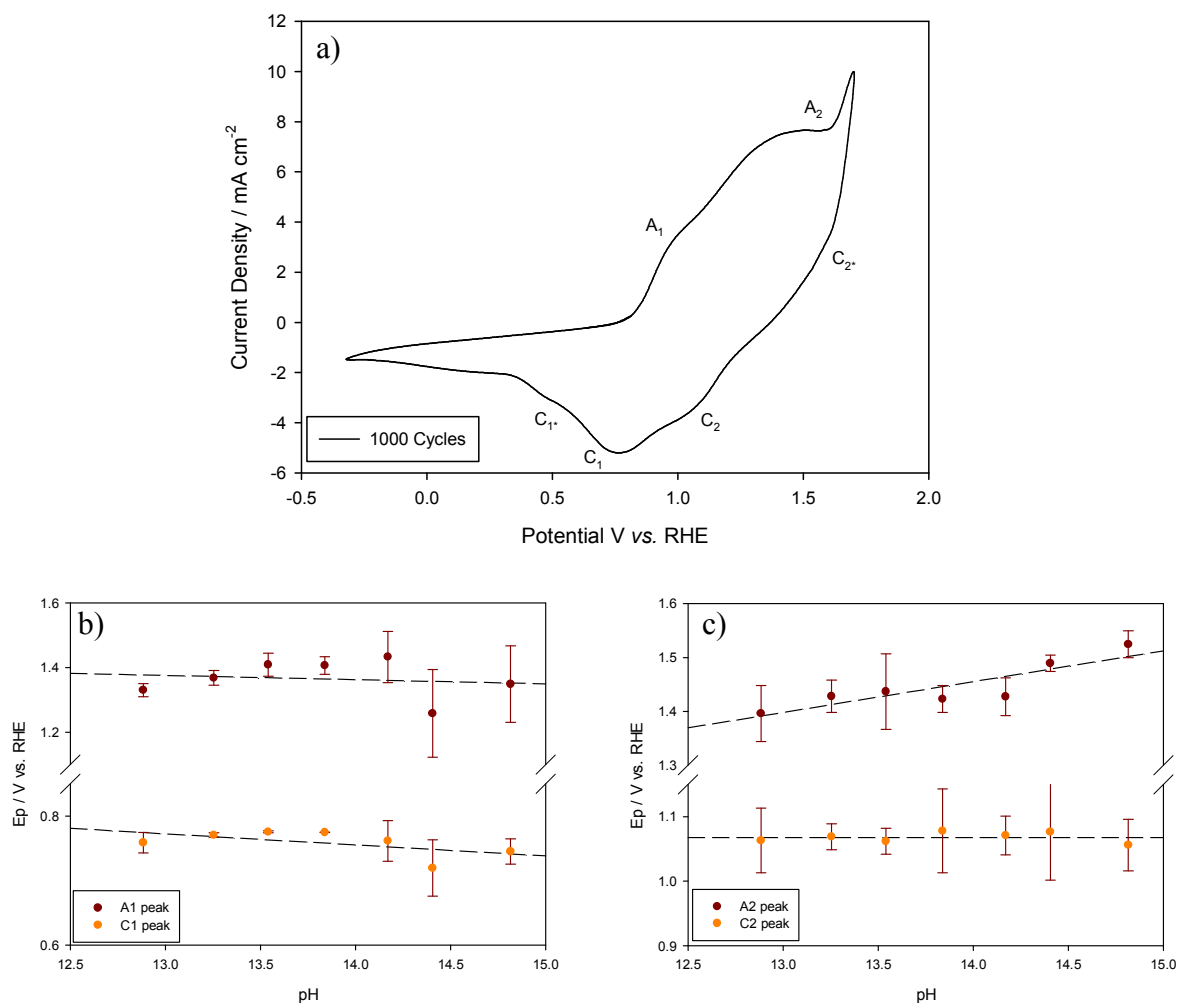 a)
Current Density / mA cm-2
10
8
6
4
2
0
-2
-4
-6
A2
A1
C2*
C2
C1*
C1
1000 Cycles
-0.5 0.0 0.5 1.0 1.5 2.0
Potential V vs. RHE
b)
Ep / V vs. RHE
1.6
1.4
1.2
0.8
0.6
A1 peak
C1 peak
12.5 13.0 13.5 14.0 14.5 15.0
pH
c)
Ep / V vs. RHE
1.6
1.5
1.4
1.3
1.1
1.0
0.9
A2 peak
C2 peak
12.5 13.0 13.5 14.0 14.5 15.0
pH